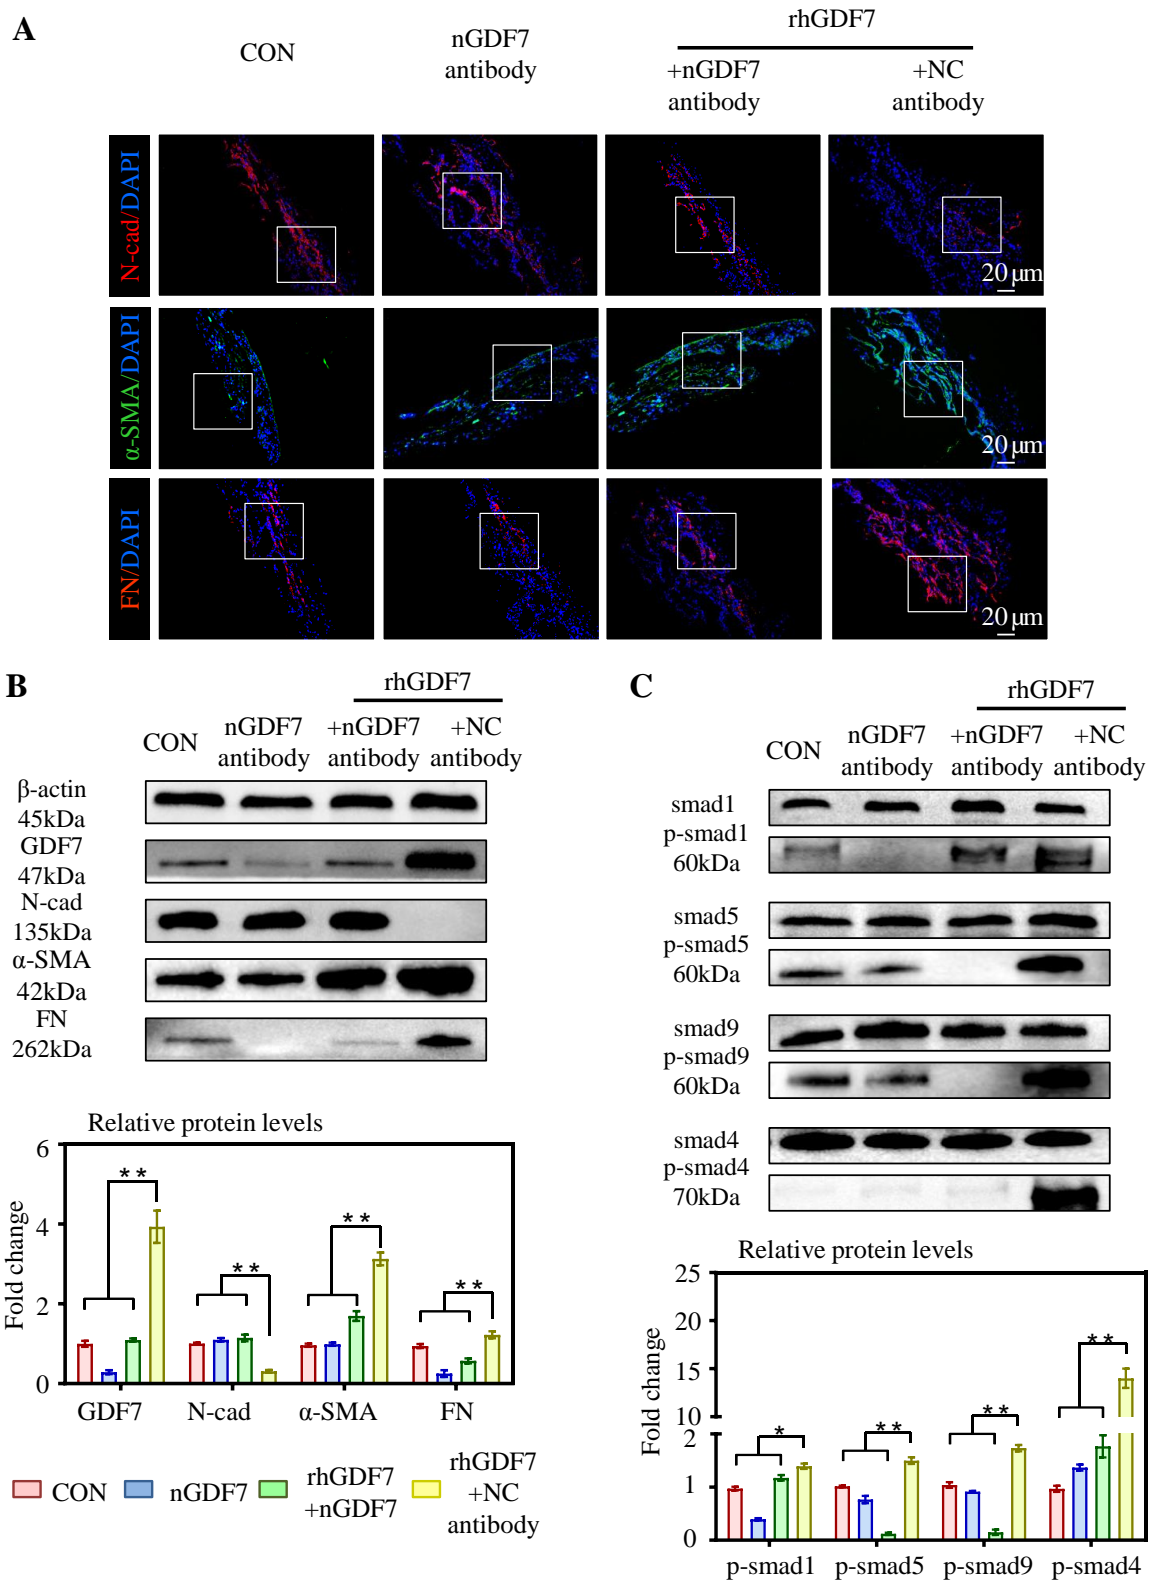 A
CON
nGDF7
antibody
rhGDF7
+nGDF7
antibody
+NC
antibody
N-cad/DAPI
20 µm
α-SMA/DAPI
20 µm
FN/DAPI
20 µm
B
rhGDF7
CON
nGDF7
antibody
+nGDF7
antibody
+NC
antibody
β-actin
45kDa
GDF7
47kDa
N-cad
135kDa
α-SMA
42kDa
FN
262kDa
Relative protein levels
Fold change
6
4
2
0
**
**
**
**
GDF7
N-cad
α-SMA
FN
CON
nGDF7
rhGDF7
+nGDF7
rhGDF7
+NC
antibody
C
rhGDF7
CON
nGDF7
antibody
+nGDF7
antibody
+NC
antibody
smad1
p-smad1
60kDa
smad5
p-smad5
60kDa
smad9
p-smad9
60kDa
smad4
p-smad4
70kDa
Relative protein levels
Fold change
25
20
15
10
2
1
0
*
**
**
**
p-smad1
p-smad5
p-smad9
p-smad4